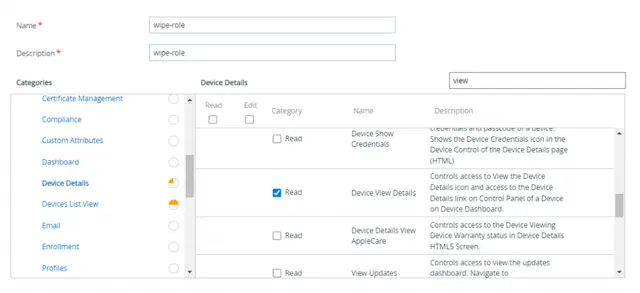 Name *
wipe-role
Description *
wipe-role
Categories
Device Details
view
Certificate Management
Compliance
Custom Attributes
Dashboard
Device Details
Devices List View
Email
Enrollment
Profiles
Read
Edit
Category
Name
Description
Read
Device Show
Credentials
credentials and passcode of a device.
Shows the Device Credentials icon in the
Device Control of the Device Details page
(HTML)
Read
Device View Details
Controls access to View the Device
Details icon and access to the Device
Details link on Control Panel of a Device
on Device Dashboard.
Read
Device Details View
AppleCare
Controls access to the Device Viewing
Device Warranty status in Device Details
HTML5 Screen.
Read
View Updates
Controls access to view the updates
dashboard. Navigate to